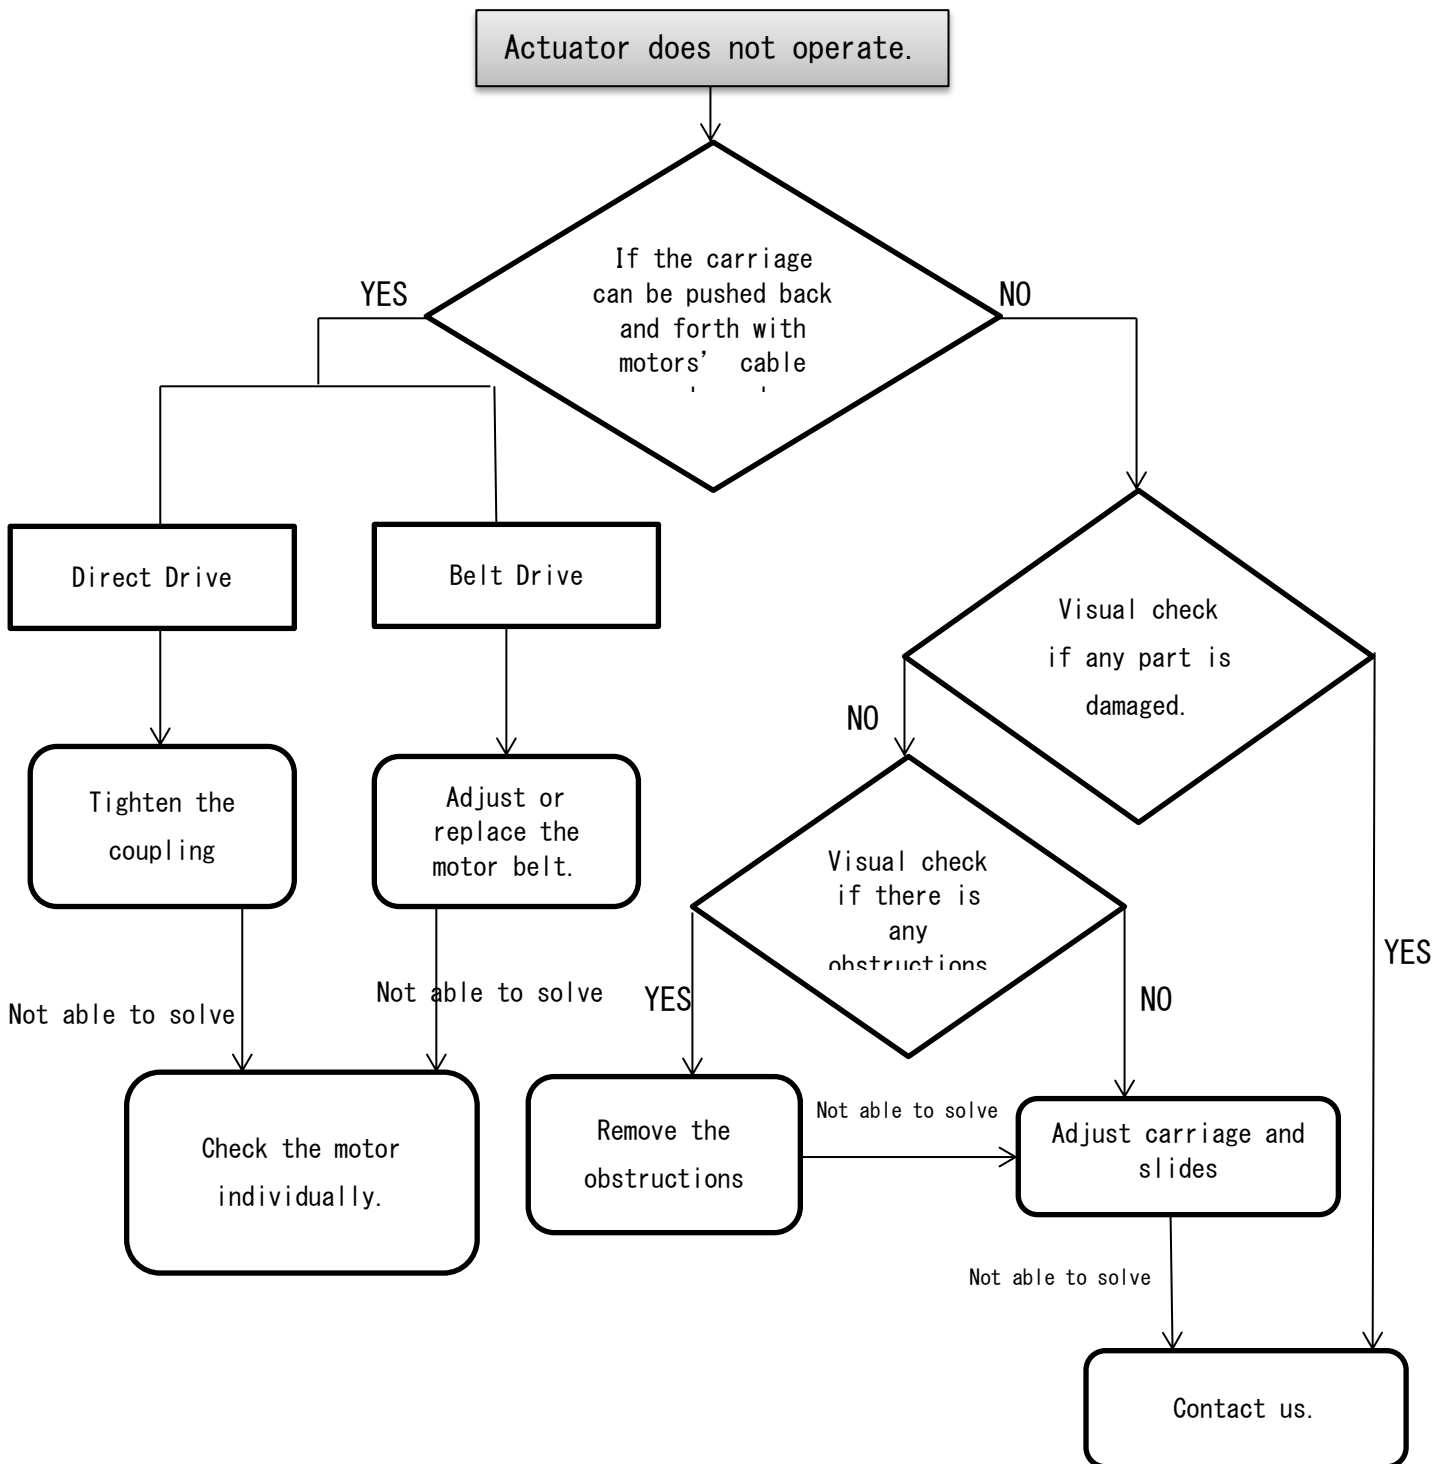 Actuator does not operate.
If the carriage
can be pushed back
and forth with
motors’ cable
YES
NO
Direct Drive
Belt Drive
Visual check
if any part is
damaged.
NO
YES
Tighten the
coupling
Adjust or
replace the
motor belt.
Visual check
if there is
any
obstructions
YES
NO
Not able to solve
Not able to solve
Check the motor
individually.
Remove the
obstructions
Not able to solve
Adjust carriage and
slides
Not able to solve
Contact us.